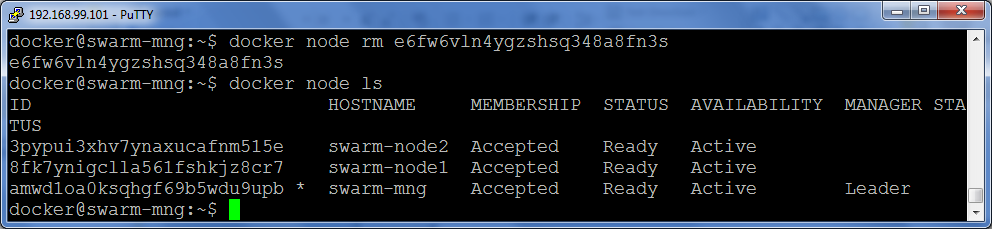 192.168.99.101 - PuTTY
docker@swarm-mng:~$ docker node rm e6fw6vln4ygzshsq348a8fn3s
e6fw6vln4ygzshsq348a8fn3s
docker@swarm-mng:~$ docker node ls
ID                           HOSTNAME     MEMBERSHIP  STATUS  AVAILABILITY  MANAGER STA
TUS
3pypui3xhv7ynaxucafnm515e    swarm-node2  Accepted    Ready   Active
8fk7ynigclla561fshkjz8cr7    swarm-node1  Accepted    Ready   Active
amwd1oa0ksqhgf69b5wdu9upb *  swarm-mng    Accepted    Ready   Active        Leader
docker@swarm-mng:~$